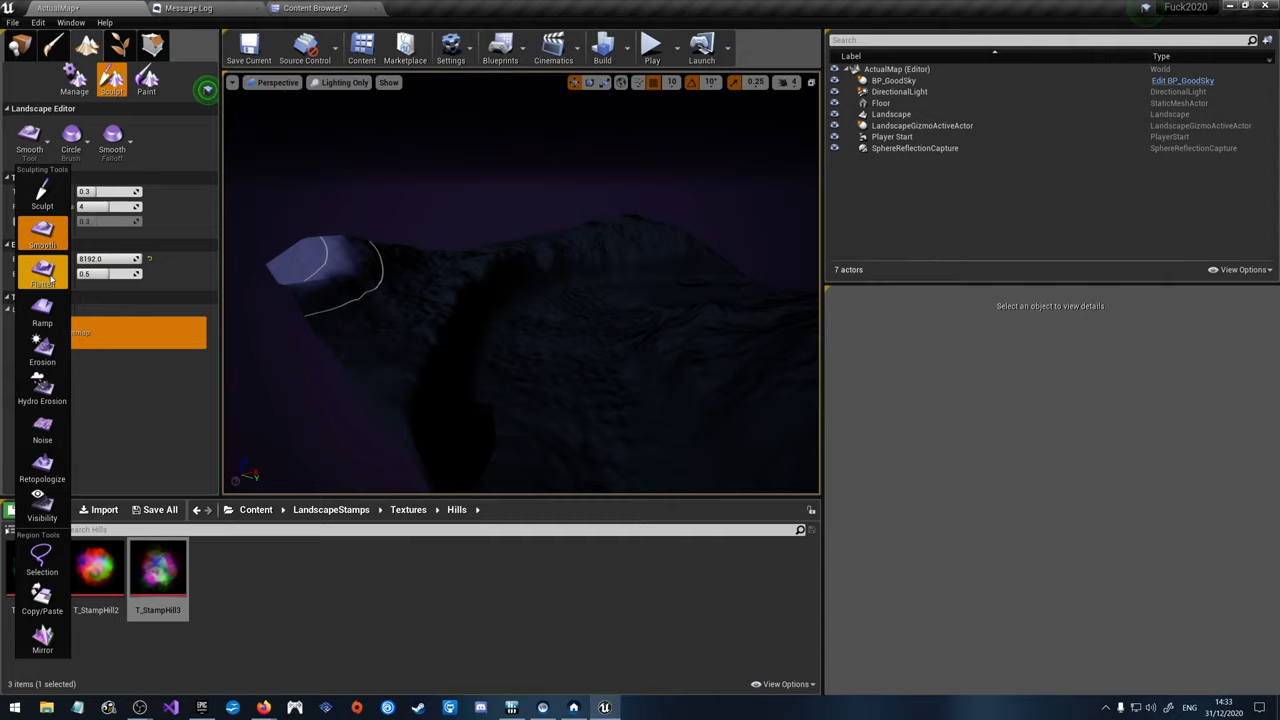 ActualMap*
Message Log
Content Browser 2
Fuck2020
File Edit Window Help
Save Current
Source Control
Content
Marketplace
Settings
Blueprints
Cinematics
Build
Play
Launch
Manage
Sculpt
Paint
Landscape Editor
Smooth
Circle
Smooth
Tool
Brush
Falloff
Sculpting Tools
Sculpt
Smooth
Flatten
Ramp
Erosion
Hydro Erosion
Noise
Retopologize
Visibility
Region Tools
Selection
Copy/Paste
Mirror
0.3
4
0.3
8192.0
0.5
Perspective
Lighting Only
Show
10
10°
0.25
4
Z
X
Y
Search...
Label
Type
ActualMap (Editor) World
BP_GoodSky Edit BP_GoodSky
DirectionalLight DirectionalLight
Floor StaticMeshActor
Landscape Landscape
LandscapeGizmoActiveActor LandscapeGizmoActiveActor
Player Start PlayerStart
SphereReflectionCapture SphereReflectionCapture
7 actors
View Options
Select an object to view details
Import
Save All
Content
LandscapeStamps
Textures
Hills
Search Hills
T_StampHill2
T_StampHill3
3 items (1 selected)
View Options
ENG
14:33
31/12/2020